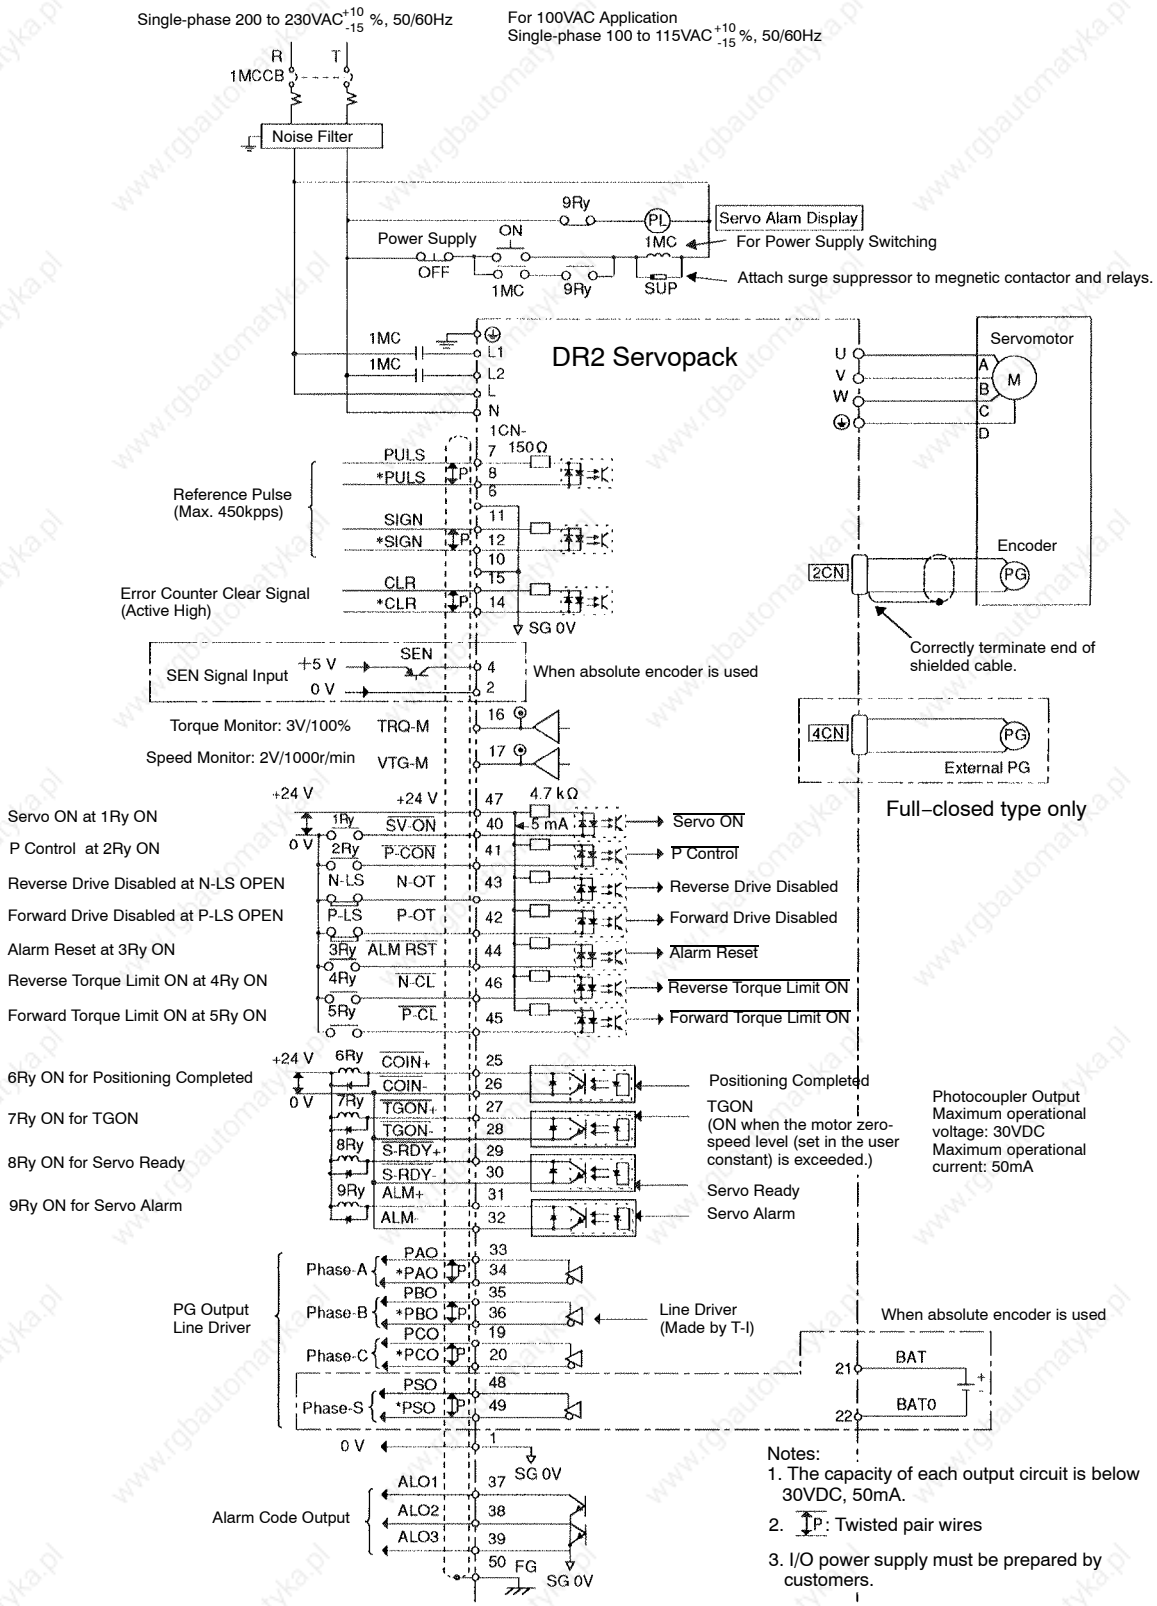 Single-phase 200 to 230VAC +10 -15 %, 50/60Hz
For 100VAC Application
Single-phase 100 to 115VAC +10 -15 %, 50/60Hz
R T
1MCCB
Noise Filter
9Ry PL Servo Alam Display
Power Supply ON 1MC For Power Supply Switching
OFF
1MC 9Ry SUP Attach surge suppressor to megnetic contactor and relays.
1MC L1
1MC L2
L
N
DR2 Servopack
U
V
W
Servomotor
A
B
C
D
M
1CN-
150Ω
PULS 7
*PULS 8
P
6
Reference Pulse
(Max. 450kpps)
SIGN 11
*SIGN 12
P
10
CLR 15
*CLR 14
P
Error Counter Clear Signal
(Active High)
SG 0V
Encoder
2CN PG
Correctly terminate end of
shielded cable.
SEN
SEN Signal Input +5 V 4
0 V 2
When absolute encoder is used
Torque Monitor: 3V/100% TRQ-M 16
Speed Monitor: 2V/1000r/min VTG-M 17
4CN PG
External PG
Full-closed type only
+24 V +24 V 47 4.7 kΩ
0 V
Servo ON at 1Ry ON 1Ry SV-ON 40 5 mA Servo ON
P Control at 2Ry ON 2Ry P-CON 41 P Control
Reverse Drive Disabled at N-LS OPEN N-LS N-OT 43 Reverse Drive Disabled
Forward Drive Disabled at P-LS OPEN P-LS P-OT 42 Forward Drive Disabled
Alarm Reset at 3Ry ON 3Ry ALM RST 44 Alarm Reset
Reverse Torque Limit ON at 4Ry ON 4Ry N-CL 46 Reverse Torque Limit ON
Forward Torque Limit ON at 5Ry ON 5Ry P-CL 45 Forward Torque Limit ON
+24 V
0 V
6Ry ON for Positioning Completed 6Ry COIN+ 25
COIN- 26 Positioning Completed
7Ry ON for TGON 7Ry TGON+ 27
TGON- 28
TGON
(ON when the motor zero-
speed level (set in the user
constant) is exceeded.)
8Ry ON for Servo Ready 8Ry S-RDY+ 29
S-RDY- 30 Servo Ready
9Ry ON for Servo Alarm 9Ry ALM+ 31
ALM- 32 Servo Alarm
Photocoupler Output
Maximum operational
voltage: 30VDC
Maximum operational
current: 50mA
PG Output
Line Driver
Phase-A PAO 33
*PAO P 34
Phase-B PBO 35
*PBO P 36
Phase-C PCO 19
*PCO P 20
Phase-S PSO 48
*PSO P 49
Line Driver
(Made by T-I)
When absolute encoder is used
21 BAT
+
22 BAT0
0 V 1
SG 0V
Alarm Code Output
ALO1 37
ALO2 38
ALO3 39
50 FG SG 0V
Notes:
1. The capacity of each output circuit is below
30VDC, 50mA.
2. P: Twisted pair wires
3. I/O power supply must be prepared by
customers.
www.rgbautomatyka.pl